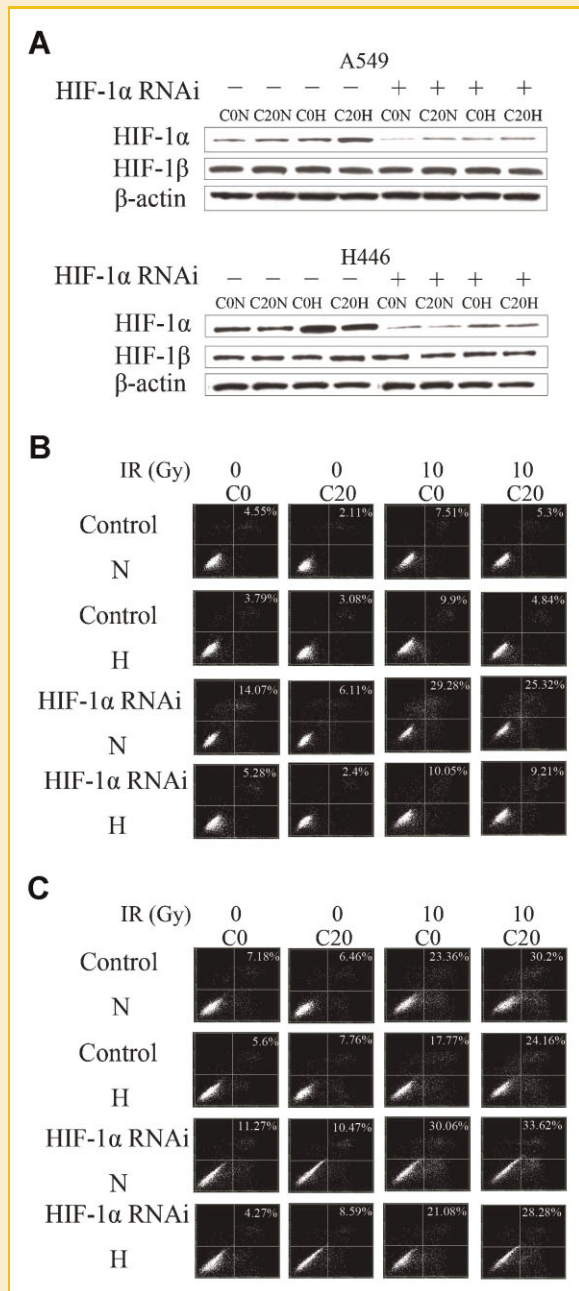 A
A549
HIF-1α RNAi − − − − + + + +
C0N C20N C0H C20H C0N C20N C0H C20H
HIF-1α
HIF-1β
β-actin
H446
HIF-1α RNAi − − − − + + + +
C0N C20N C0H C20H C0N C20N C0H C20H
HIF-1α
HIF-1β
β-actin
B
IR (Gy) 0 0 10 10
C0 C20 C0 C20
Control N 4.55% 2.11% 7.51% 5.3%
Control H 3.79% 3.08% 9.9% 4.84%
HIF-1α RNAi N 14.07% 6.11% 29.28% 25.32%
HIF-1α RNAi H 5.28% 2.4% 10.05% 9.21%
C
IR (Gy) 0 0 10 10
C0 C20 C0 C20
Control N 7.18% 6.46% 23.36% 30.2%
Control H 5.6% 7.76% 17.77% 24.16%
HIF-1α RNAi N 11.27% 10.47% 30.06% 33.62%
HIF-1α RNAi H 4.27% 8.59% 21.08% 28.28%